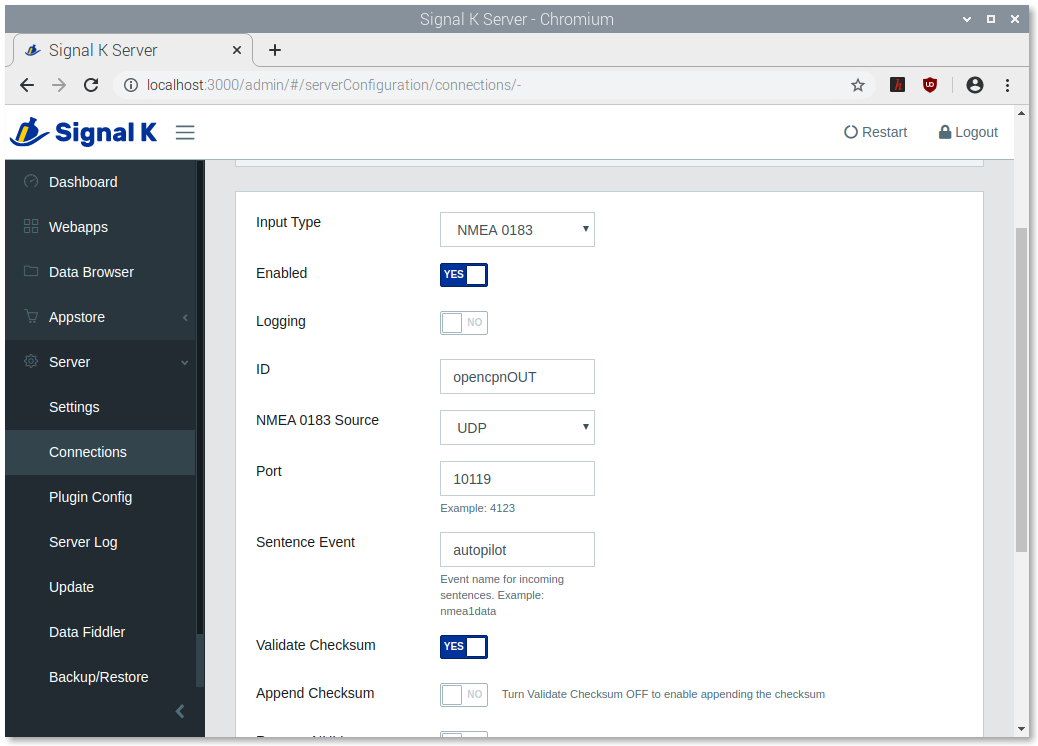 Signal K Server - Chromium
Signal K Server
localhost:3000/admin/#/serverConfiguration/connections/-
Signal K
Restart
Logout
Dashboard
Webapps
Data Browser
Appstore
Server
Settings
Connections
Plugin Config
Server Log
Update
Data Fiddler
Backup/Restore
Input Type
NMEA 0183
Enabled
YES
Logging
NO
ID
opencpnOUT
NMEA 0183 Source
UDP
Port
10119
Example: 4123
Sentence Event
autopilot
Event name for incoming
sentences. Example:
nmea1data
Validate Checksum
YES
Append Checksum
NO
Turn Validate Checksum OFF to enable appending the checksum